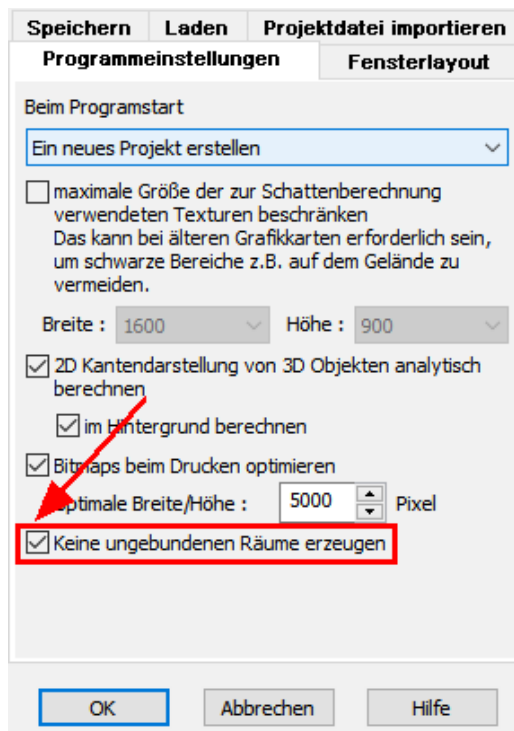 Speichern Laden Projektdatei importieren
Programmeinstellungen Fensterlayout
Beim Programstart
Ein neues Projekt erstellen
maximale Größe der zur Schattenberechnung
verwendeten Texturen beschränken
Das kann bei älteren Grafikkarten erforderlich sein,
um schwarze Bereiche z.B. auf dem Gelände zu
vermeiden.
Breite : 1600 Höhe : 900
2D Kantendarstellung von 3D Objekten analytisch
berechnen
im Hintergrund berechnen
Bitmaps beim Drucken optimieren
Optimale Breite/Höhe : 5000 Pixel
Keine ungebundenen Räume erzeugen
OK Abbrechen Hilfe